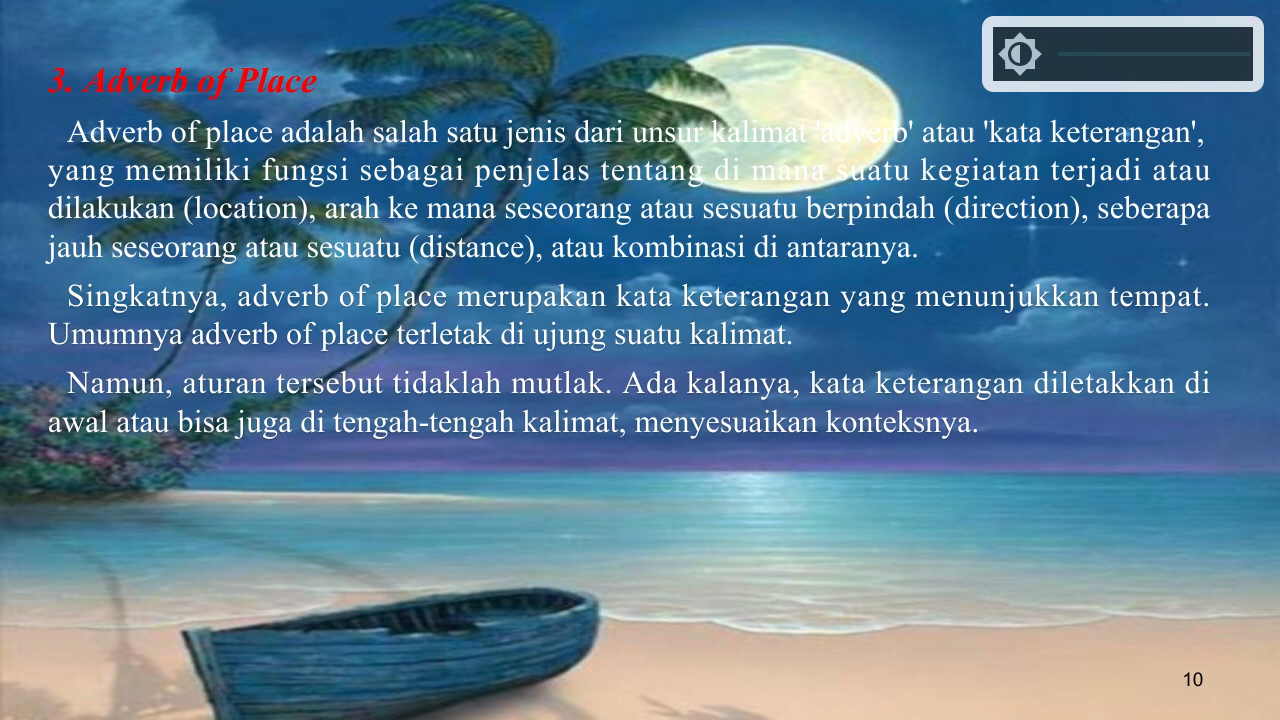 3. Adverb of Place
Adverb of place adalah salah satu jenis dari unsur kalimat 'adverb' atau 'kata keterangan',
yang memiliki fungsi sebagai penjelas tentang di mana suatu kegiatan terjadi atau
dilakukan (location), arah ke mana seseorang atau sesuatu berpindah (direction), seberapa
jauh seseorang atau sesuatu (distance), atau kombinasi di antaranya.
Singkatnya, adverb of place merupakan kata keterangan yang menunjukkan tempat.
Umumnya adverb of place terletak di ujung suatu kalimat.
Namun, aturan tersebut tidaklah mutlak. Ada kalanya, kata keterangan diletakkan di
awal atau bisa juga di tengah-tengah kalimat, menyesuaikan konteksnya.
10